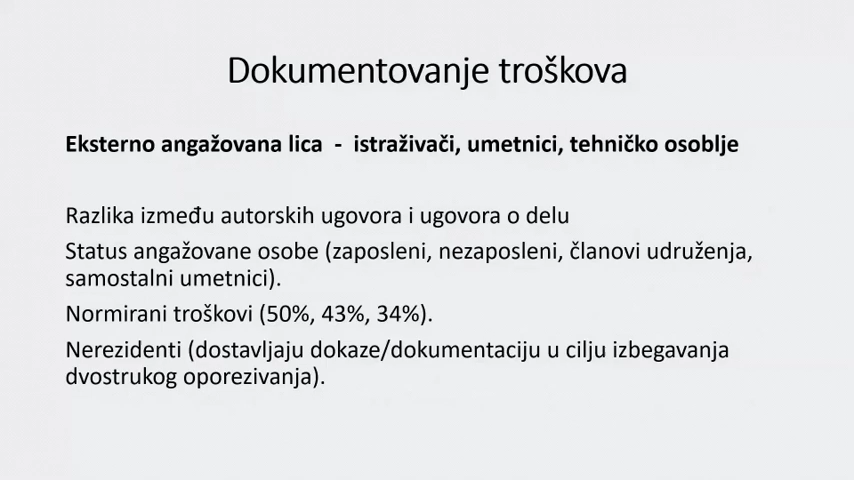 Dokumentovanje troškova
Eksterno angažovana lica - istraživači, umetnici, tehničko osoblje
Razlika između autorskih ugovora i ugovora o delu
Status angažovane osobe (zaposleni, nezaposleni, članovi udruženja,
samostalni umetnici).
Normirani troškovi (50%, 43%, 34%).
Nerezidenti (dostavljaju dokaze/dokumentaciju u cilju izbegavanja
dvostrukog oporezivanja).